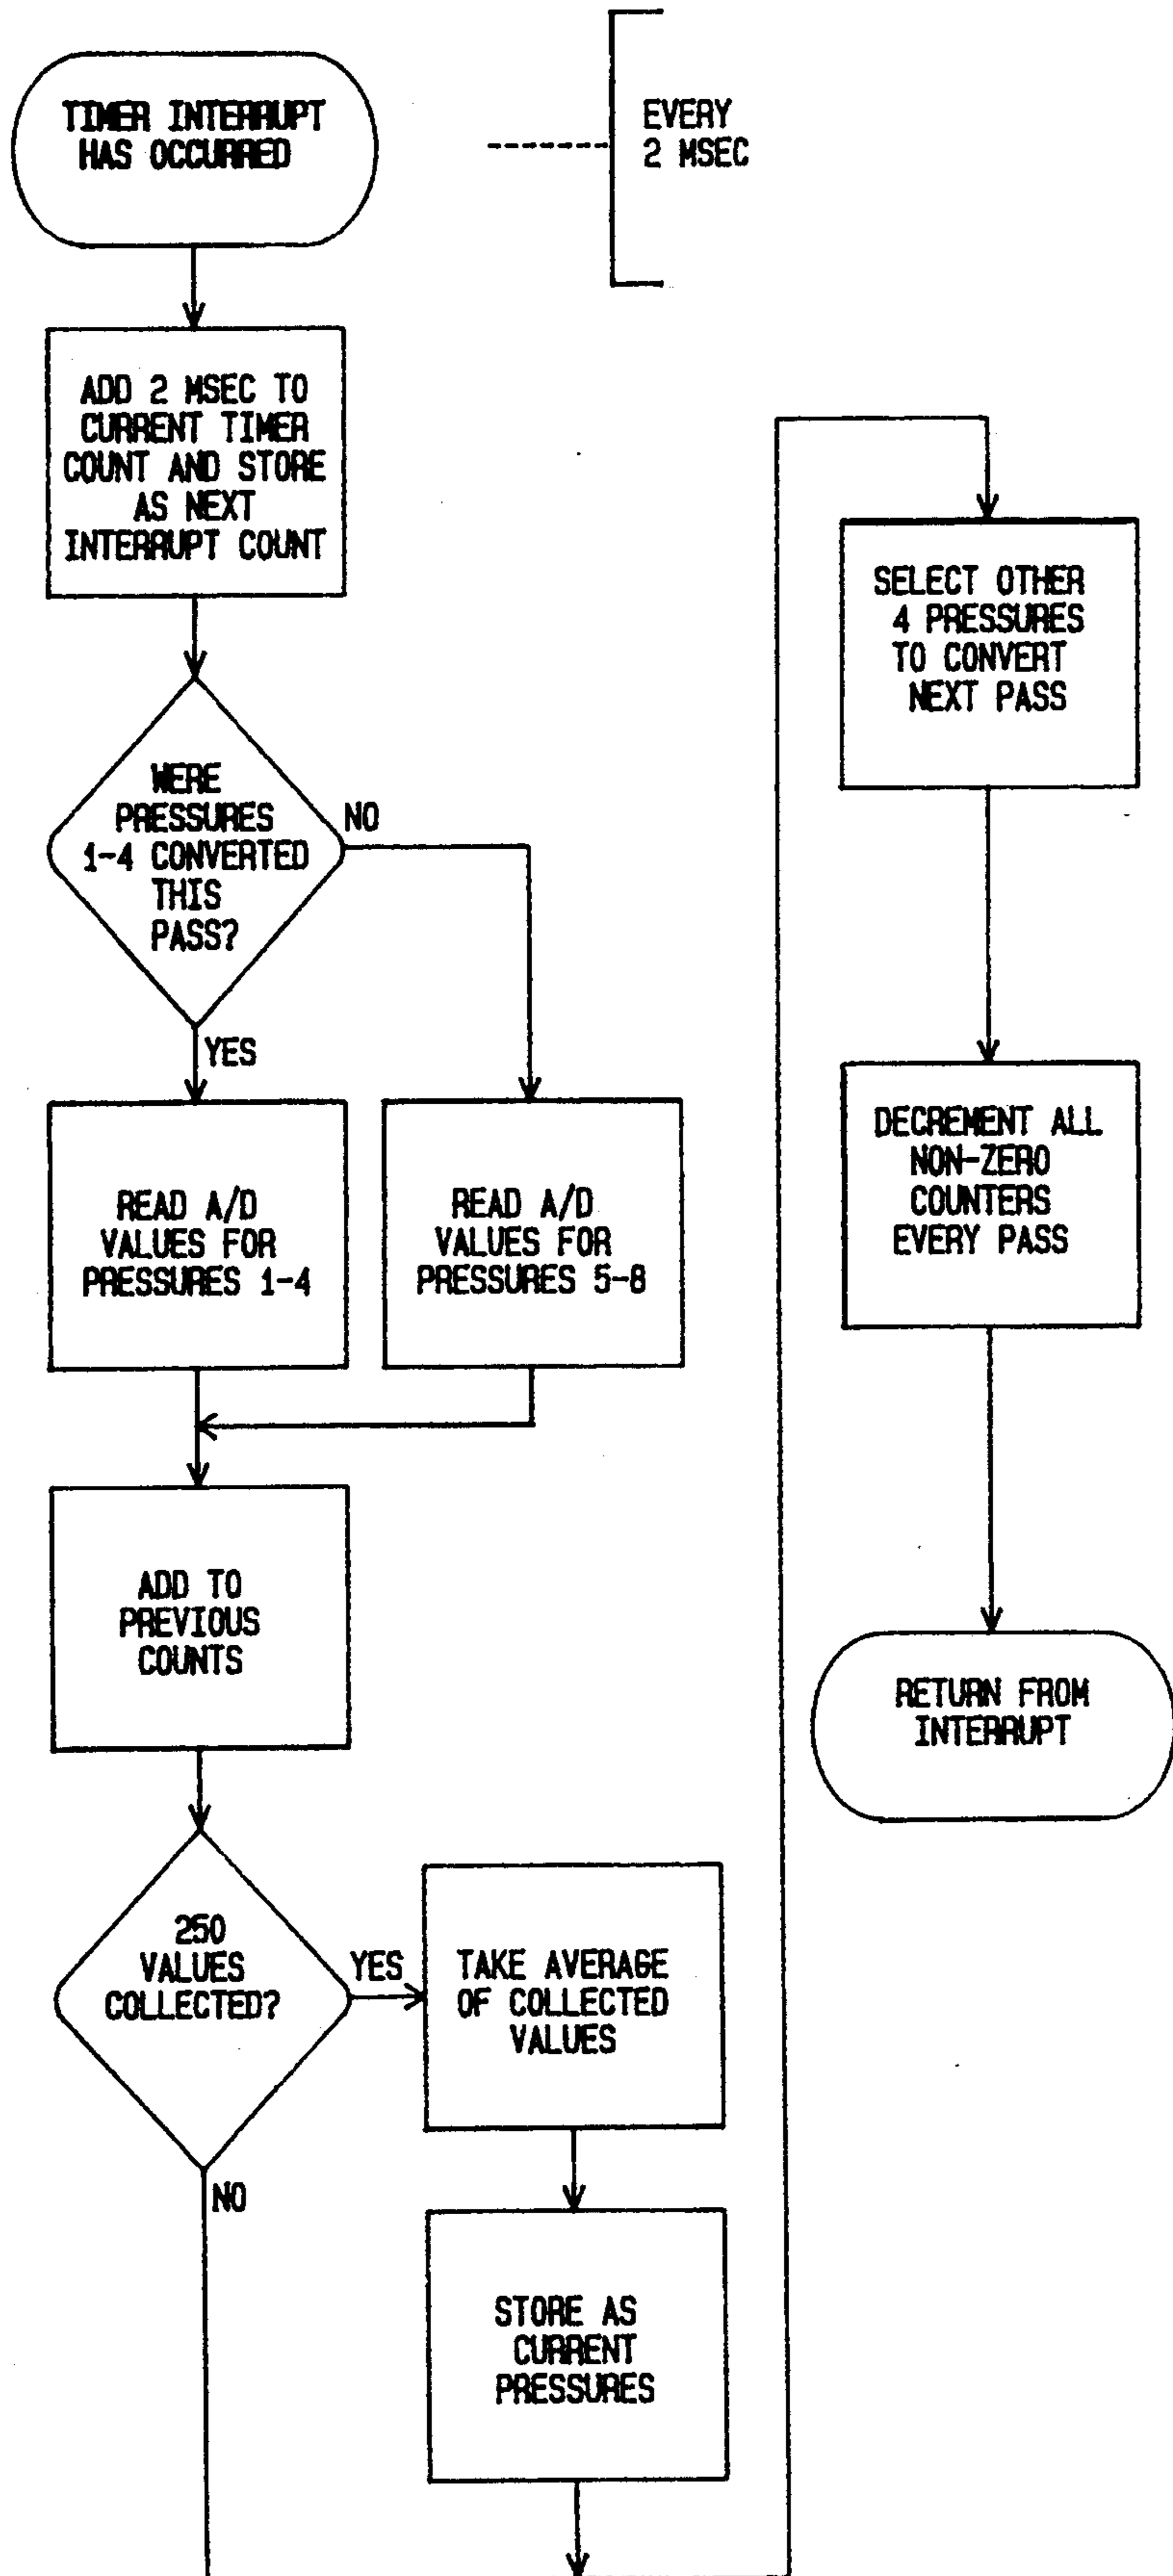 TIMER INTERRUPT
HAS OCCURRED
EVERY
2 MSEC
ADD 2 MSEC TO
CURRENT TIMER
COUNT AND STORE
AS NEXT
INTERRUPT COUNT
WERE
PRESSURES
1-4 CONVERTED
THIS
PASS?
NO
YES
READ A/D
VALUES FOR
PRESSURES 1-4
READ A/D
VALUES FOR
PRESSURES 5-8
ADD TO
PREVIOUS
COUNTS
250
VALUES
COLLECTED?
YES
NO
TAKE AVERAGE
OF COLLECTED
VALUES
STORE AS
CURRENT
PRESSURES
SELECT OTHER
4 PRESSURES
TO CONVERT
NEXT PASS
DECREMENT ALL
NON-ZERO
COUNTERS
EVERY PASS
RETURN FROM
INTERRUPT